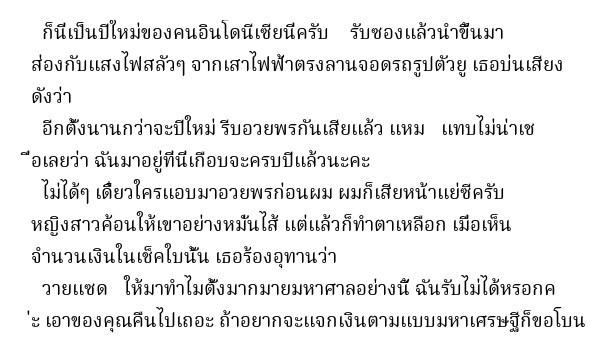 ก็นี่เป็นปีใหม่ของคนอินโดนีเซียนี่ครับ    รับซองแล้วนำขึ้นมา
ส่องกับแสงไฟสลัวๆ จากเสาไฟฟ้าตรงลานจอดรถรูปตัวยู เธอบ่นเสียง
ดังว่า
อีกตั้งนานกว่าจะปีใหม่ รีบอวยพรกันเสียแล้ว แหม   แทบไม่น่าเช
ื่อเลยว่า ฉันมาอยู่ที่นี่เกือบจะครบปีแล้วนะคะ
ไม่ได้ๆ เดี๋ยวใครแอบมาอวยพรก่อนผม ผมก็เสียหน้าแย่ซีครับ
หญิงสาวค้อนให้เขาอย่างหมั่นไส้ แต่แล้วก็ทำตาเหลือก เมื่อเห็น
จำนวนเงินในเช็คใบนั้น เธอร้องอุทานว่า
วายแซด   ให้มาทำไมตั้งมากมายมหาศาลอย่างนี้ ฉันรับไม่ได้หรอกค
่ะ เอาของคุณคืนไปเถอะ ถ้าอยากจะแจกเงินตามแบบมหาเศรษฐีก็ขอโบน